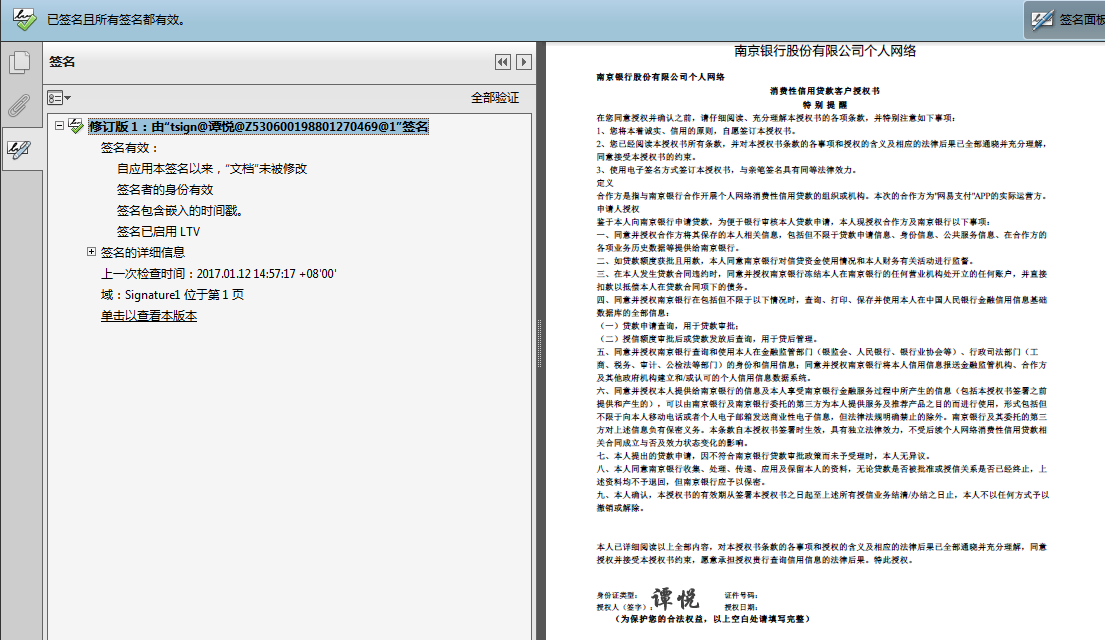 已签名且所有签名都有效。
签名面板
签名
全部验证
修订版 1：由"tsign@谭悦@Z530600198801270469@1"签名
签名有效：
自应用本签名以来，"文档"未被修改
签名者的身份有效
签名包含嵌入的时间戳。
签名已启用 LTV
签名的详细信息
上一次检查时间：2017.01.12 14:57:17 +08'00'
域：Signature1 位于第 1 页
单击以查看本版本
南京银行股份有限公司个人网络
南京银行股份有限公司个人网络
消费性信用贷款客户授权书
特 别 提 醒
在您同意授权并确认之前，请仔细阅读、充分理解本授权书的各项条款，并特别注意如下事项：
1、您将本着诚实、信用的原则，自愿签订本授权书。
2、您已经阅读本授权书所有条款，并对本授权书条款的各事项和授权的含义及相应的法律后果已全部通晓并充分理解，
同意接受本授权书的约束。
3、使用电子签名方式签订本授权书，与亲笔签名具有同等法律效力。
定义
合作方是指与南京银行合作开展个人网络消费性信用贷款的组织或机构。本次的合作方为"网易支付"APP的实际运营方。
申请人授权
鉴于本人向南京银行申请贷款，为便于银行审核本人贷款申请，本人现授权合作方及南京银行以下事项：
一、同意并授权合作方将其保存的本人相关信息，包括但不限于贷款申请信息、身份信息、公共服务信息、在合作方的
各项业务历史数据等提供给南京银行。
二、如贷款额度获批且用款，本人同意南京银行对信贷资金使用情况和本人财务有关活动进行监督。
三、在本人发生贷款合同违约时，同意并授权南京银行冻结本人在南京银行的任何营业机构处开立的任何账户，并直接
扣款以抵偿本人在贷款合同项下的债务。
四、同意并授权南京银行在包括但不限于以下情况时，查询、打印、保存并使用本人在中国人民银行金融信用信息基础
数据库的全部信息：
（一）贷款申请查询，用于贷款审批；
（二）授信额度审批后或贷款发放后查询，用于贷后管理。
五、同意并授权南京银行查询和使用本人在金融监管部门（银监会、人民银行、银行业协会等）、行政司法部门（工
商、税务、审计、公检法等部门）的身份和信用信息；同意并授权南京银行将本人信用信息报送金融监管机构、合作方
及其他政府机构建立和/或认可的个人信用信息数据系统。
六、同意并授权本人提供给南京银行的信息及本人享受南京银行金融服务过程中所产生的信息（包括本授权书签署之前
提供和产生的），可以由南京银行及南京银行委托的第三方为本人提供服务及推荐产品之目的而进行使用，形式包括但
不限于向本人移动电话或者个人电子邮箱发送商业性电子信息，但法律法规明确禁止的除外。南京银行及其委托的第三
方对上述信息负有保密义务。本条款自本授权书签署时生效，具有独立法律效力，不受后续个人网络消费性信用贷款相
关合同成立与否及效力状态变化的影响。
七、本人提出的贷款申请，因不符合南京银行贷款审批政策而未予受理时，本人无异议。
八、本人同意南京银行收集、处理、传递、应用及保留本人的资料，无论贷款是否被批准或授信关系是否已经终止，上
述资料均不予退回，但南京银行应予以保密。
九、本人确认，本授权书的有效期从签署本授权书之日起至上述所有授信业务结清/办结之日止，本人不以任何方式予以
撤销或解除。
本人已详细阅读以上全部内容，对本授权书条款的各事项和授权的含义及相应的法律后果已全部通晓并充分理解，同意
授权并接受本授权书约束，愿意承担授权贵行查询信用信息的法律后果。特此授权。
身份证类型： 证件号码：
授权人（签字）：谭悦 授权日期：
（为保护您的合法权益，以上空白处请填写完整）